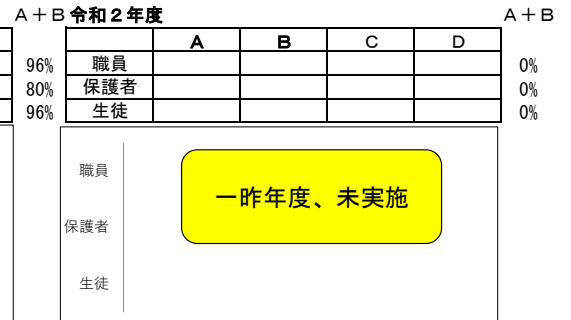 A+B 令和２年度 A+B
A B C D
96% 職員 0%
80% 保護者 0%
96% 生徒 0%
職員
一昨年度、未実施
保護者
生徒